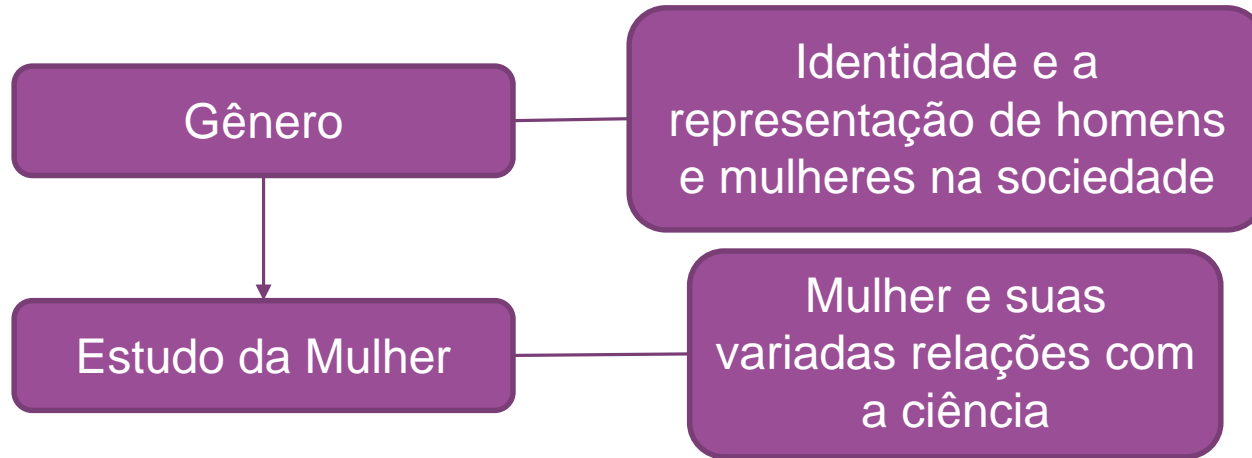 Gênero
Identidade e a
representação de homens
e mulheres na sociedade
Estudo da Mulher
Mulher e suas
variadas relações com
a ciência